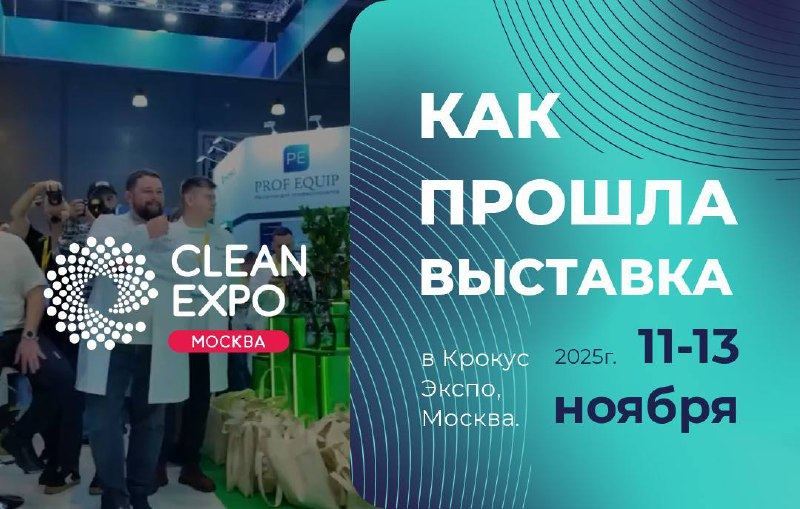 PE
PROF EQUIP
CLEAN
EXPO
МОСКВА
КАК
ПРОШЛА
ВЫСТАВКА
в Крокус
Экспо,
Москва.
2025г. 11-13
ноября